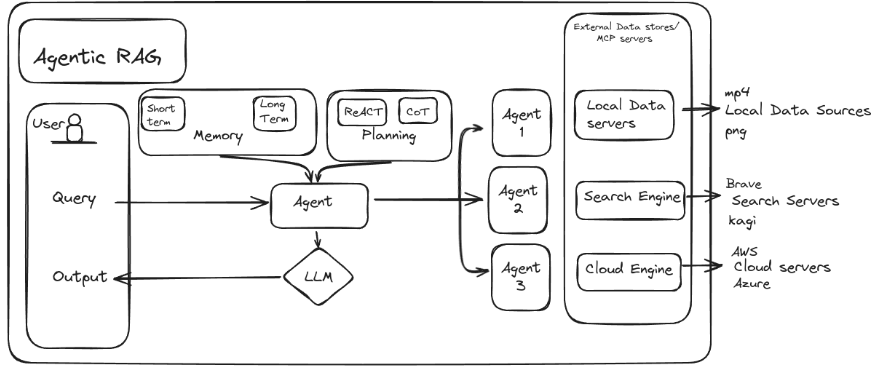 Agentic RAG
User
Query
Output
Short
term
Long
Term
Memory
ReACT
CoT
Planning
Agent
LLM
Agent
1
Agent
2
Agent
3
External Data stores/
MCP servers
Local Data
servers
Search Engine
Cloud Engine
mp4
Local Data Sources
png
Brave
Search Servers
kagi
AWS
Cloud servers
Azure